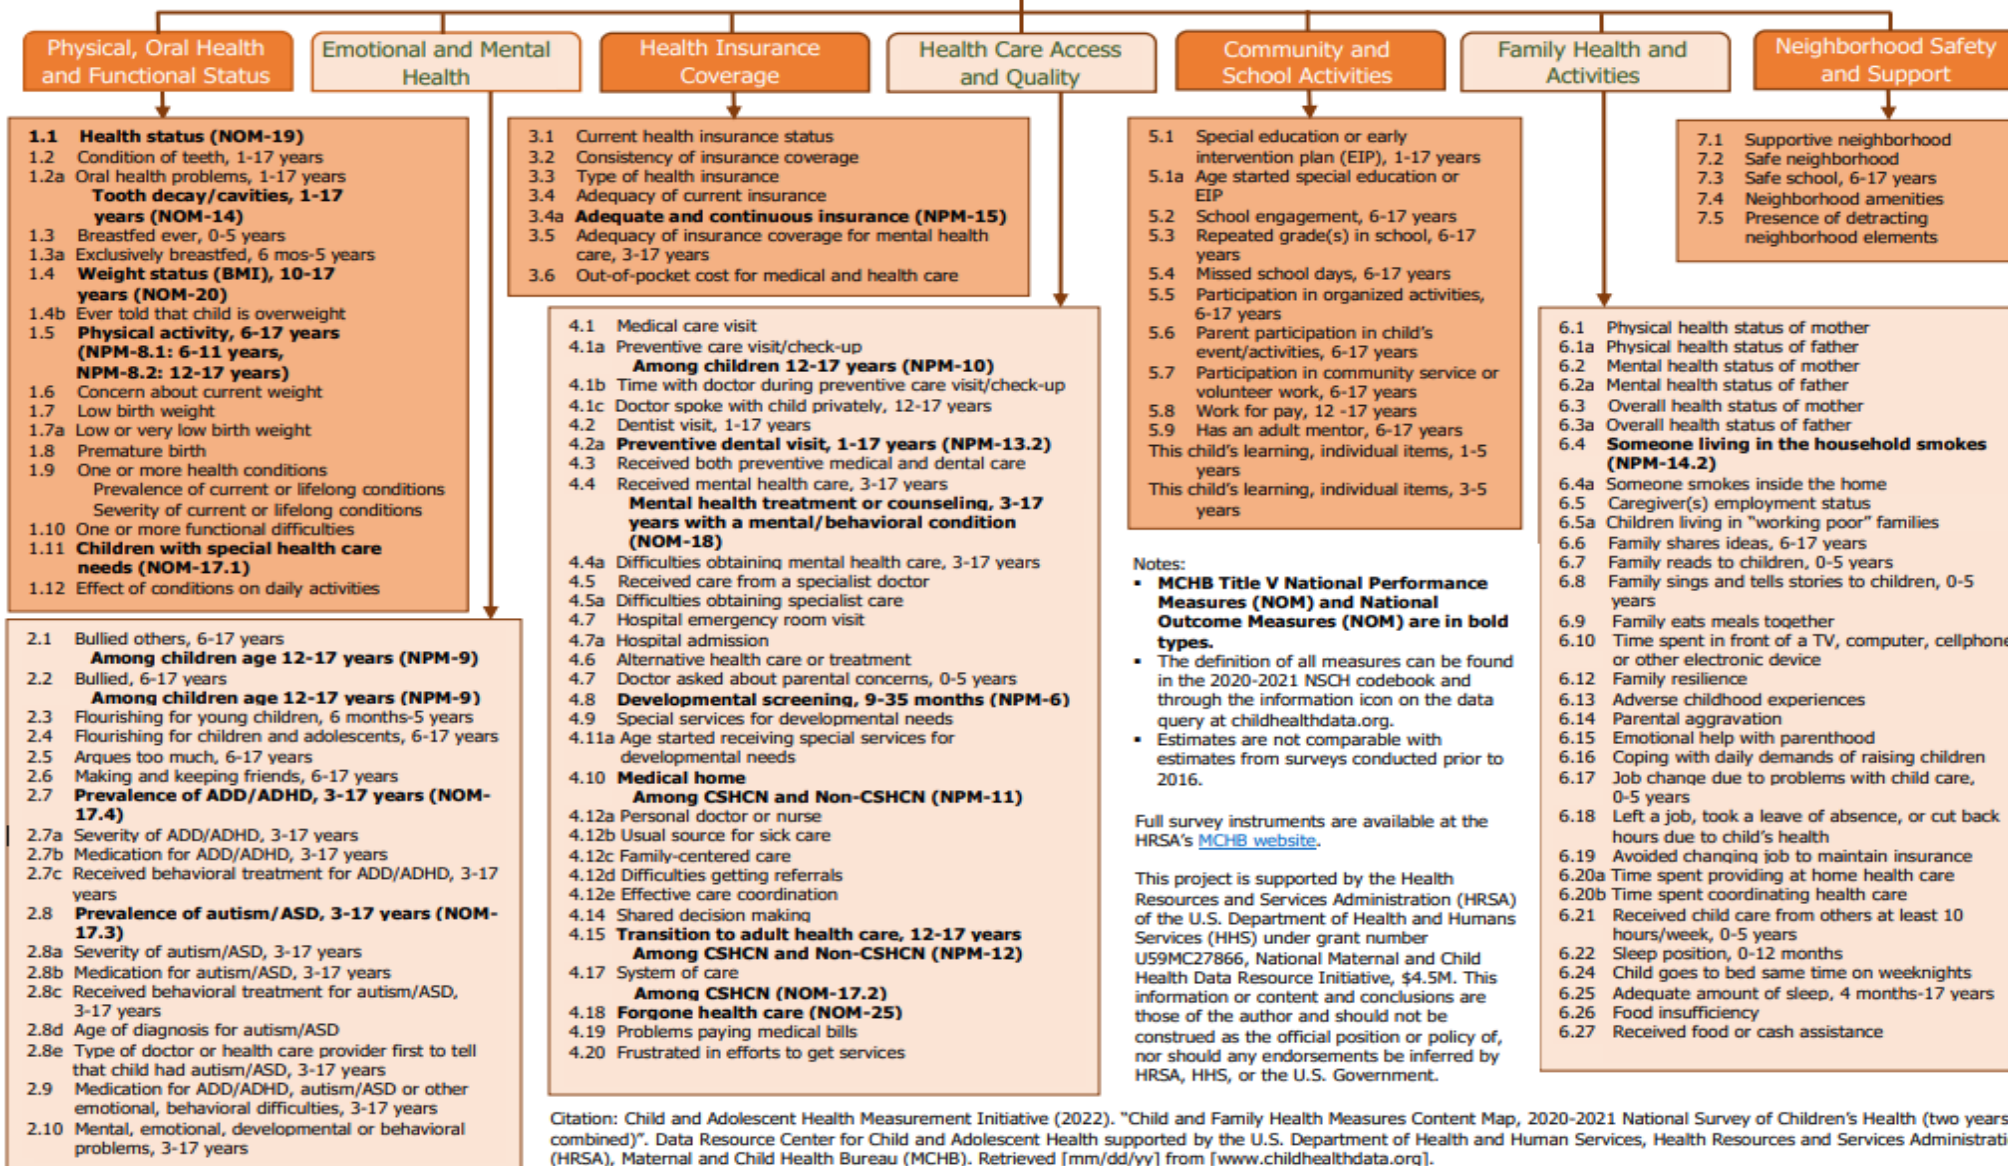 Physical, Oral Health
and Functional Status
Emotional and Mental
Health
Health Insurance
Coverage
Health Care Access
and Quality
Community and
School Activities
Family Health and
Activities
Neighborhood Safety
and Support
1.1 Health status (NOM-19)
1.2 Condition of teeth, 1-17 years
1.2a Oral health problems, 1-17 years
Tooth decay/cavities, 1-17
years (NOM-14)
1.3 Breastfed ever, 0-5 years
1.3a Exclusively breastfed, 6 mos-5 years
1.4 Weight status (BMI), 10-17
years (NOM-20)
1.4b Ever told that child is overweight
1.5 Physical activity, 6-17 years
(NPM-8.1: 6-11 years,
NPM-8.2: 12-17 years)
1.6 Concern about current weight
1.7 Low birth weight
1.7a Low or very low birth weight
1.8 Premature birth
1.9 One or more health conditions
Prevalence of current or lifelong conditions
Severity of current or lifelong conditions
1.10 One or more functional difficulties
1.11 Children with special health care
needs (NOM-17.1)
1.12 Effect of conditions on daily activities
2.1 Bullied others, 6-17 years
Among children age 12-17 years (NPM-9)
2.2 Bullied, 6-17 years
Among children age 12-17 years (NPM-9)
2.3 Flourishing for young children, 6 months-5 years
2.4 Flourishing for children and adolescents, 6-17 years
2.5 Argues too much, 6-17 years
2.6 Making and keeping friends, 6-17 years
2.7 Prevalence of ADD/ADHD, 3-17 years (NOM-
17.4)
2.7a Severity of ADD/ADHD, 3-17 years
2.7b Medication for ADD/ADHD, 3-17 years
2.7c Received behavioral treatment for ADD/ADHD, 3-17
years
2.8 Prevalence of autism/ASD, 3-17 years (NOM-
17.3)
2.8a Severity of autism/ASD, 3-17 years
2.8b Medication for autism/ASD, 3-17 years
2.8c Received behavioral treatment for autism/ASD,
3-17 years
2.8d Age of diagnosis for autism/ASD
2.8e Type of doctor or health care provider first to tell
that child had autism/ASD, 3-17 years
2.9 Medication for ADD/ADHD, autism/ASD or other
emotional, behavioral difficulties, 3-17 years
2.10 Mental, emotional, developmental or behavioral
problems, 3-17 years
3.1 Current health insurance status
3.2 Consistency of insurance coverage
3.3 Type of health insurance
3.4 Adequacy of current insurance
3.4a Adequate and continuous insurance (NPM-15)
3.5 Adequacy of insurance coverage for mental health
care, 3-17 years
3.6 Out-of-pocket cost for medical and health care
4.1 Medical care visit
4.1a Preventive care visit/check-up
Among children 12-17 years (NPM-10)
4.1b Time with doctor during preventive care visit/check-up
4.1c Doctor spoke with child privately, 12-17 years
4.2 Dentist visit, 1-17 years
4.2a Preventive dental visit, 1-17 years (NPM-13.2)
4.3 Received both preventive medical and dental care
4.4 Received mental health care, 3-17 years
Mental health treatment or counseling, 3-17
years with a mental/behavioral condition
(NOM-18)
4.4a Difficulties obtaining mental health care, 3-17 years
4.5 Received care from a specialist doctor
4.5a Difficulties obtaining specialist care
4.7 Hospital emergency room visit
4.7a Hospital admission
4.6 Alternative health care or treatment
4.7 Doctor asked about parental concerns, 0-5 years
4.8 Developmental screening, 9-35 months (NPM-6)
4.9 Special services for developmental needs
4.11a Age started receiving special services for
developmental needs
4.10 Medical home
Among CSHCN and Non-CSHCN (NPM-11)
4.12a Personal doctor or nurse
4.12b Usual source for sick care
4.12c Family-centered care
4.12d Difficulties getting referrals
4.12e Effective care coordination
4.14 Shared decision making
4.15 Transition to adult health care, 12-17 years
Among CSHCN and Non-CSHCN (NPM-12)
4.17 System of care
Among CSHCN (NOM-17.2)
4.18 Forgone health care (NOM-25)
4.19 Problems paying medical bills
4.20 Frustrated in efforts to get services
5.1 Special education or early
intervention plan (EIP), 1-17 years
5.1a Age started special education or
EIP
5.2 School engagement, 6-17 years
5.3 Repeated grade(s) in school, 6-17
years
5.4 Missed school days, 6-17 years
5.5 Participation in organized activities,
6-17 years
5.6 Parent participation in child's
event/activities, 6-17 years
5.7 Participation in community service or
volunteer work, 6-17 years
5.8 Work for pay, 12 -17 years
5.9 Has an adult mentor, 6-17 years
This child's learning, individual items, 1-5
years
This child's learning, individual items, 3-5
years
Notes:
▪ MCHB Title V National Performance
Measures (NOM) and National
Outcome Measures (NOM) are in bold
types.
▪ The definition of all measures can be found
in the 2020-2021 NSCH codebook and
through the information icon on the data
query at childhealthdata.org.
▪ Estimates are not comparable with
estimates from surveys conducted prior to
2016.
Full survey instruments are available at the
HRSA's MCHB website.
This project is supported by the Health
Resources and Services Administration (HRSA)
of the U.S. Department of Health and Humans
Services (HHS) under grant number
U59MC27866, National Maternal and Child
Health Data Resource Initiative, $4.5M. This
information or content and conclusions are
those of the author and should not be
construed as the official position or policy of,
nor should any endorsements be inferred by
HRSA, HHS, or the U.S. Government.
7.1 Supportive neighborhood
7.2 Safe neighborhood
7.3 Safe school, 6-17 years
7.4 Neighborhood amenities
7.5 Presence of detracting
neighborhood elements
6.1 Physical health status of mother
6.1a Physical health status of father
6.2 Mental health status of mother
6.2a Mental health status of father
6.3 Overall health status of mother
6.3a Overall health status of father
6.4 Someone living in the household smokes
(NPM-14.2)
6.4a Someone smokes inside the home
6.5 Caregiver(s) employment status
6.5a Children living in "working poor" families
6.6 Family shares ideas, 6-17 years
6.7 Family reads to children, 0-5 years
6.8 Family sings and tells stories to children, 0-5
years
6.9 Family eats meals together
6.10 Time spent in front of a TV, computer, cellphone
or other electronic device
6.12 Family resilience
6.13 Adverse childhood experiences
6.14 Parental aggravation
6.15 Emotional help with parenthood
6.16 Coping with daily demands of raising children
6.17 Job change due to problems with child care,
0-5 years
6.18 Left a job, took a leave of absence, or cut back
hours due to child's health
6.19 Avoided changing job to maintain insurance
6.20a Time spent providing at home health care
6.20b Time spent coordinating health care
6.21 Received child care from others at least 10
hours/week, 0-5 years
6.22 Sleep position, 0-12 months
6.24 Child goes to bed same time on weeknights
6.25 Adequate amount of sleep, 4 months-17 years
6.26 Food insufficiency
6.27 Received food or cash assistance
Citation: Child and Adolescent Health Measurement Initiative (2022). "Child and Family Health Measures Content Map, 2020-2021 National Survey of Children's Health (two years
combined)". Data Resource Center for Child and Adolescent Health supported by the U.S. Department of Health and Human Services, Health Resources and Services Administrati
(HRSA), Maternal and Child Health Bureau (MCHB). Retrieved [mm/dd/yy] from [www.childhealthdata.org].